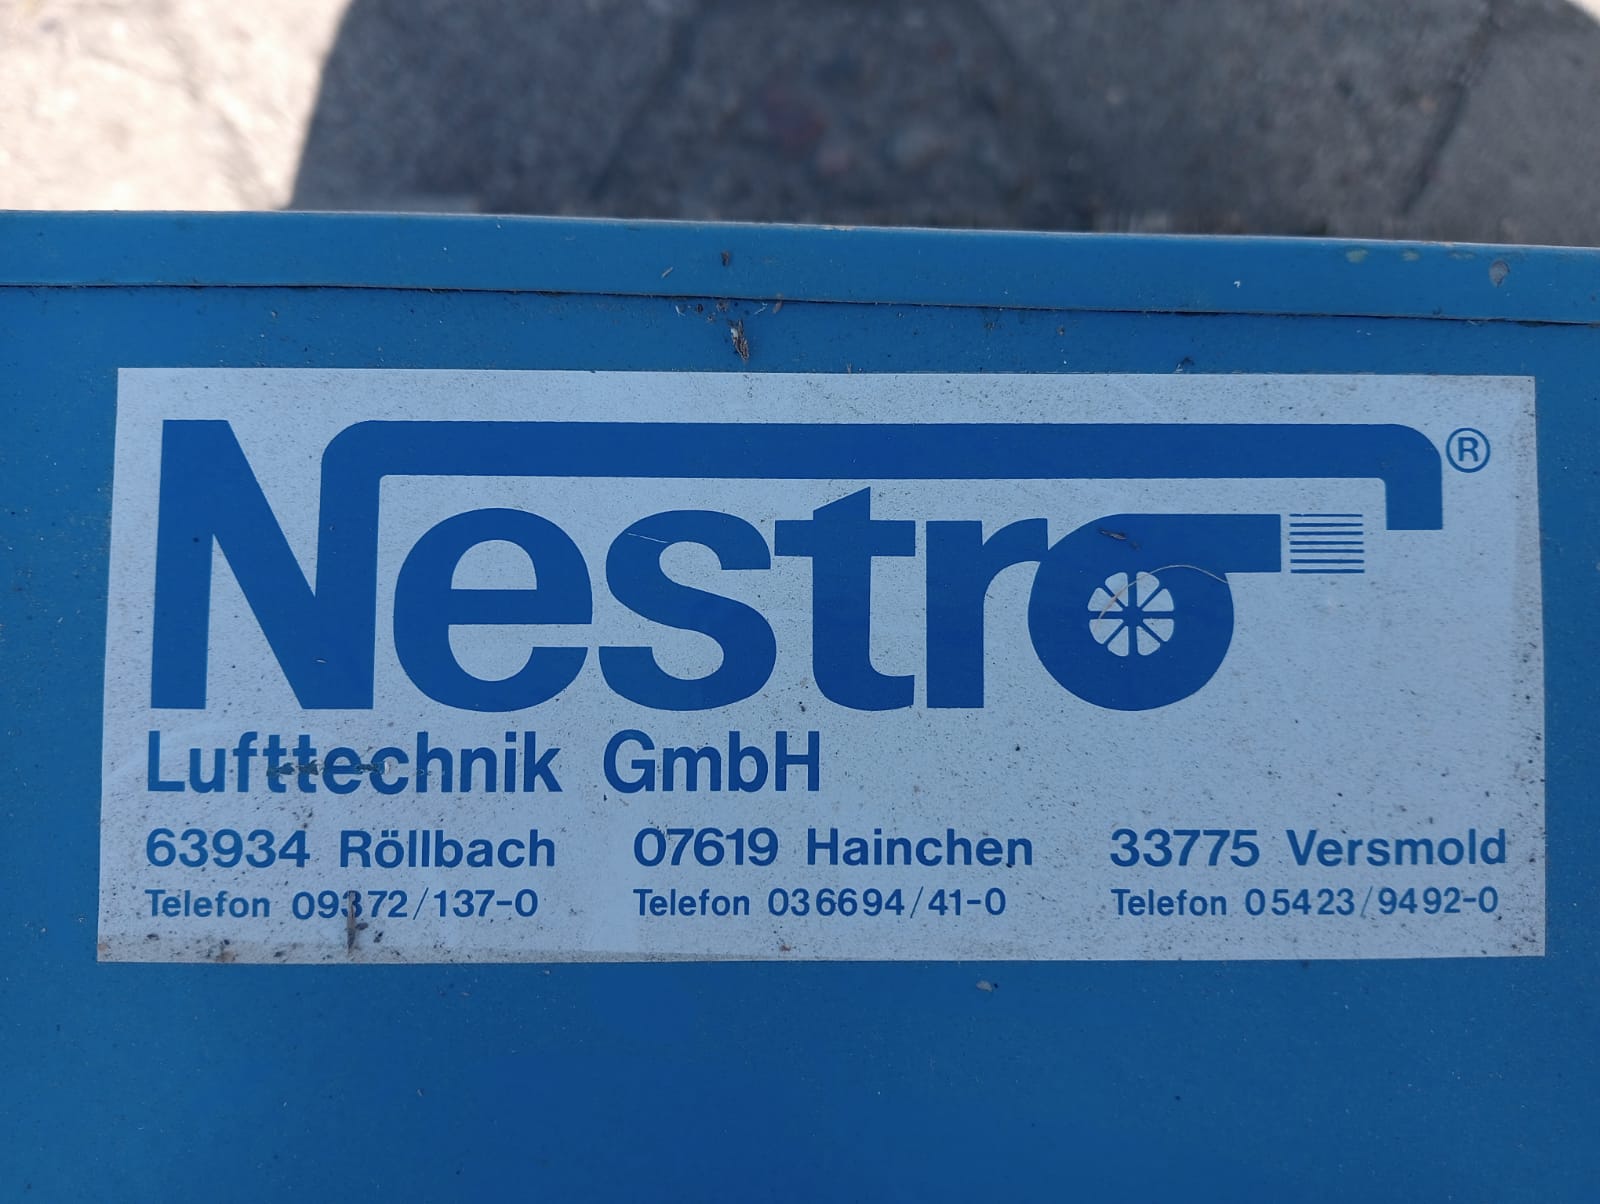 Nestro®
Lufttechnik GmbH
63934 Röllbach 07619 Hainchen 33775 Versmold
Telefon 09372/137-0 Telefon 036694/41-0 Telefon 05423/9492-0